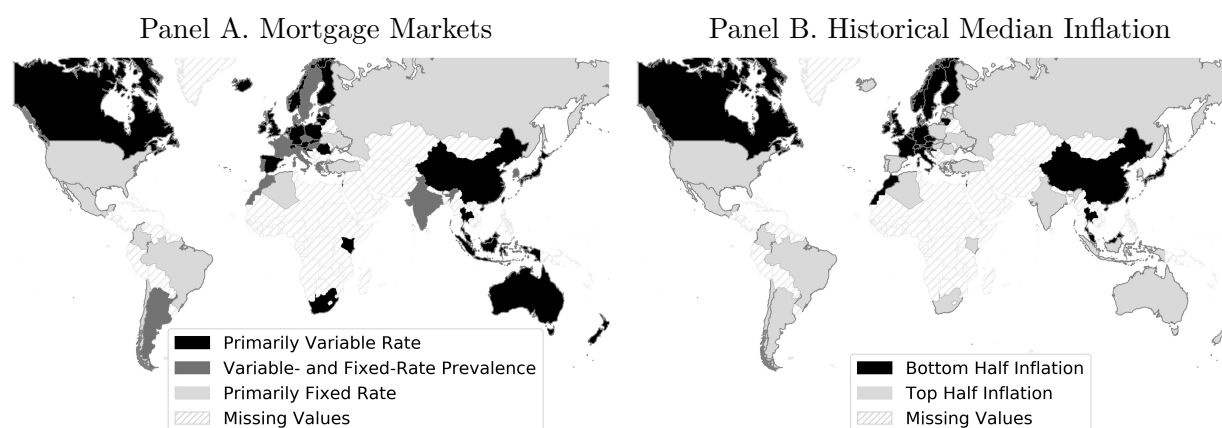 Panel A. Mortgage Markets
Primarily Variable Rate
Variable- and Fixed-Rate Prevalence
Primarily Fixed Rate
Missing Values
Panel B. Historical Median Inflation
Bottom Half Inflation
Top Half Inflation
Missing Values